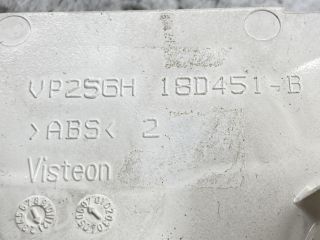 VP2S6H 18D451-B
>ABS< 2
Visteon